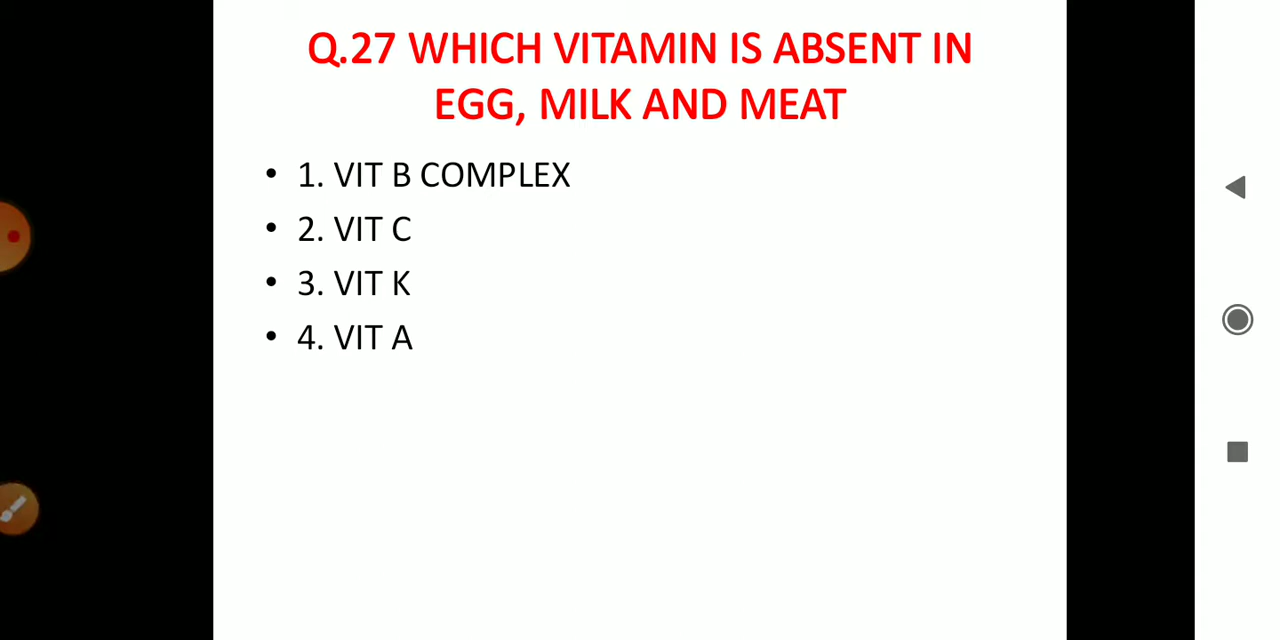 Q.27 WHICH VITAMIN IS ABSENT IN
EGG, MILK AND MEAT
• 1. VIT B COMPLEX
• 2. VIT C
• 3. VIT K
• 4. VIT A